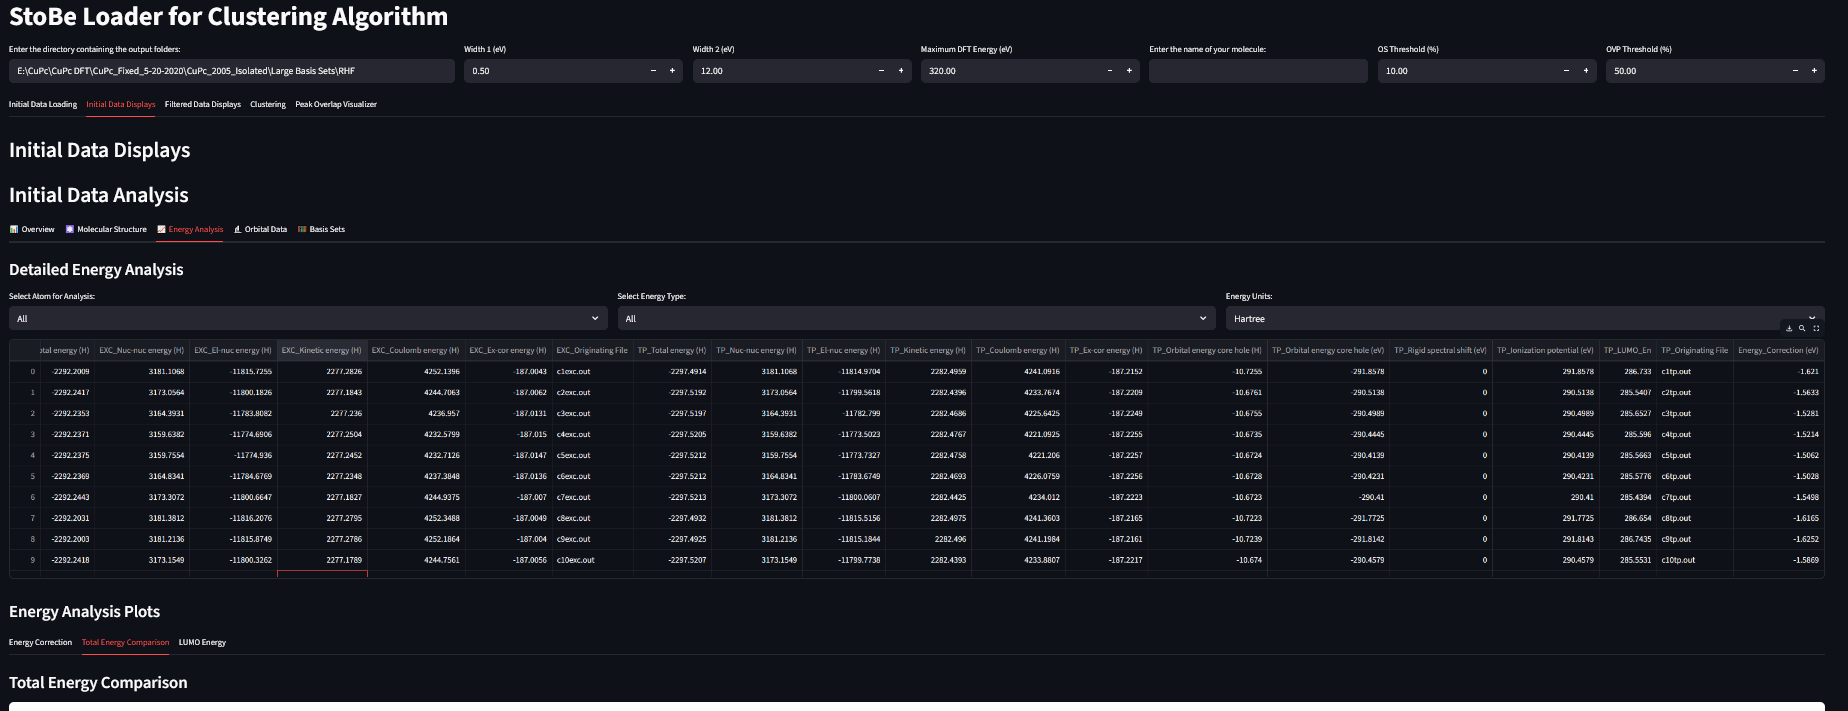 StoBe Loader for Clustering Algorithm
Enter the directory containing the output folders: Width 1 (eV) Width 2 (eV) Maximum DFT Energy (eV) Enter the name of your molecule: OS Threshold (%) OVP Threshold (%)
E:\CuPc\CuPc DFT\CuPc_Fixed_5-20-2020\CuPc_2005_Isolated\Large Basis Sets\RHF 0.50 − + 12.00 − + 320.00 − + 10.00 − + 50.00 − +
Initial Data Loading Initial Data Displays Filtered Data Displays Clustering Peak Overlap Visualizer
Initial Data Displays
Initial Data Analysis
Overview Molecular Structure Energy Analysis Orbital Data Basis Sets
Detailed Energy Analysis
Select Atom for Analysis: Select Energy Type: Energy Units:
All All Hartree
otal energy (H) EXC_Nuc-nuc energy (H) EXC_El-nuc energy (H) EXC_Kinetic energy (H) EXC_Coulomb energy (H) EXC_Ex-cor energy (H) EXC_Originating File TP_Total energy (H) TP_Nuc-nuc energy (H) TP_El-nuc energy (H) TP_Kinetic energy (H) TP_Coulomb energy (H) TP_Ex-cor energy (H) TP_Orbital energy core hole (H) TP_Orbital energy core hole (eV) TP_Rigid spectral shift (eV) TP_Ionization potential (eV) TP_LUMO_En TP_Originating File Energy_Correction (eV)
0 -2292.2009 3181.1068 -11815.7255 2277.2826 4252.1396 -187.0043 c1exc.out -2297.4914 3181.1068 -11814.9704 2282.4959 4241.0916 -187.2152 -10.7255 -291.8578 0 291.8578 286.733 c1tp.out -1.621
1 -2292.2417 3173.0564 -11800.1826 2277.1843 4244.7063 -187.0062 c2exc.out -2297.5192 3173.0564 -11799.5618 2282.4396 4233.7674 -187.2209 -10.6761 -290.5138 0 290.5138 285.5407 c2tp.out -1.5633
2 -2292.2353 3164.3931 -11783.8082 2277.236 4236.957 -187.0131 c3exc.out -2297.5197 3164.3931 -11782.799 2282.4686 4225.6425 -187.2249 -10.6755 -290.4989 0 290.4989 285.6527 c3tp.out -1.5281
3 -2292.2371 3159.6382 -11774.6906 2277.2504 4232.5799 -187.015 c4exc.out -2297.5205 3159.6382 -11773.5023 2282.4767 4221.0925 -187.2255 -10.6735 -290.4445 0 290.4445 285.596 c4tp.out -1.5214
4 -2292.2375 3159.7554 -11774.936 2277.2452 4232.7126 -187.0147 c5exc.out -2297.5212 3159.7554 -11773.7327 2282.4758 4221.206 -187.2257 -10.6724 -290.4139 0 290.4139 285.5663 c5tp.out -1.5062
5 -2292.2369 3164.8341 -11784.6769 2277.2348 4237.3848 -187.0136 c6exc.out -2297.5212 3164.8341 -11783.6749 2282.4693 4226.0759 -187.2256 -10.6728 -290.4231 0 290.4231 285.5776 c6tp.out -1.5028
6 -2292.2443 3173.3072 -11800.6647 2277.1827 4244.9375 -187.007 c7exc.out -2297.5213 3173.3072 -11800.0607 2282.4425 4234.012 -187.2223 -10.6723 -290.41 0 290.41 285.4394 c7tp.out -1.5498
7 -2292.2031 3181.3812 -11816.2076 2277.2795 4252.3488 -187.0049 c8exc.out -2297.4932 3181.3812 -11815.5156 2282.4975 4241.3603 -187.2165 -10.7223 -291.7725 0 291.7725 286.654 c8tp.out -1.6165
8 -2292.2003 3181.2136 -11815.8749 2277.2786 4252.1864 -187.004 c9exc.out -2297.4925 3181.2136 -11815.1844 2282.496 4241.1984 -187.2161 -10.7239 -291.8142 0 291.8143 286.7435 c9tp.out -1.6252
9 -2292.2418 3173.1549 -11800.3262 2277.1789 4244.7561 -187.0056 c10exc.out -2297.5207 3173.1549 -11799.7738 2282.4393 4233.8807 -187.2217 -10.674 -290.4579 0 290.4579 285.5531 c10tp.out -1.5869
Energy Analysis Plots
Energy Correction Total Energy Comparison LUMO Energy
Total Energy Comparison